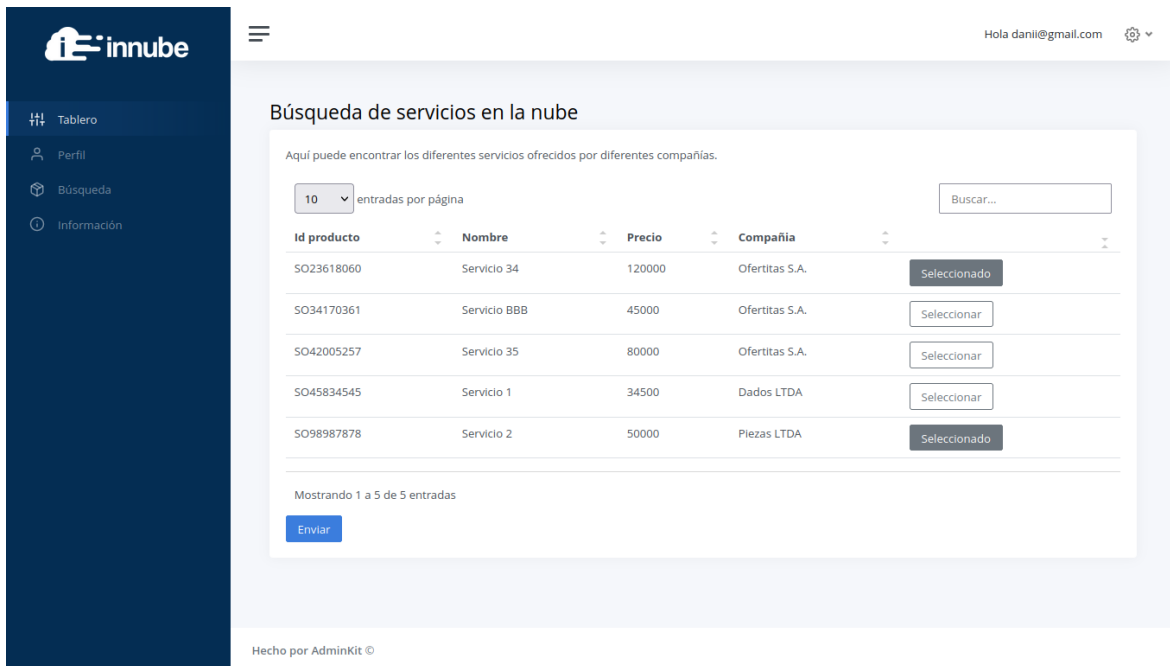 innube
Hola danii@gmail.com
Tablero
Perfil
Búsqueda
Información
Búsqueda de servicios en la nube
Aquí puede encontrar los diferentes servicios ofrecidos por diferentes compañías.
10 entradas por página
Buscar...
Id producto Nombre Precio Compañia
SO23618060 Servicio 34 120000 Ofertitas S.A. Seleccionado
SO34170361 Servicio BBB 45000 Ofertitas S.A. Seleccionar
SO42005257 Servicio 35 80000 Ofertitas S.A. Seleccionar
SO45834545 Servicio 1 34500 Dados LTDA Seleccionar
SO98987878 Servicio 2 50000 Piezas LTDA Seleccionado
Mostrando 1 a 5 de 5 entradas
Enviar
Hecho por AdminKit ©